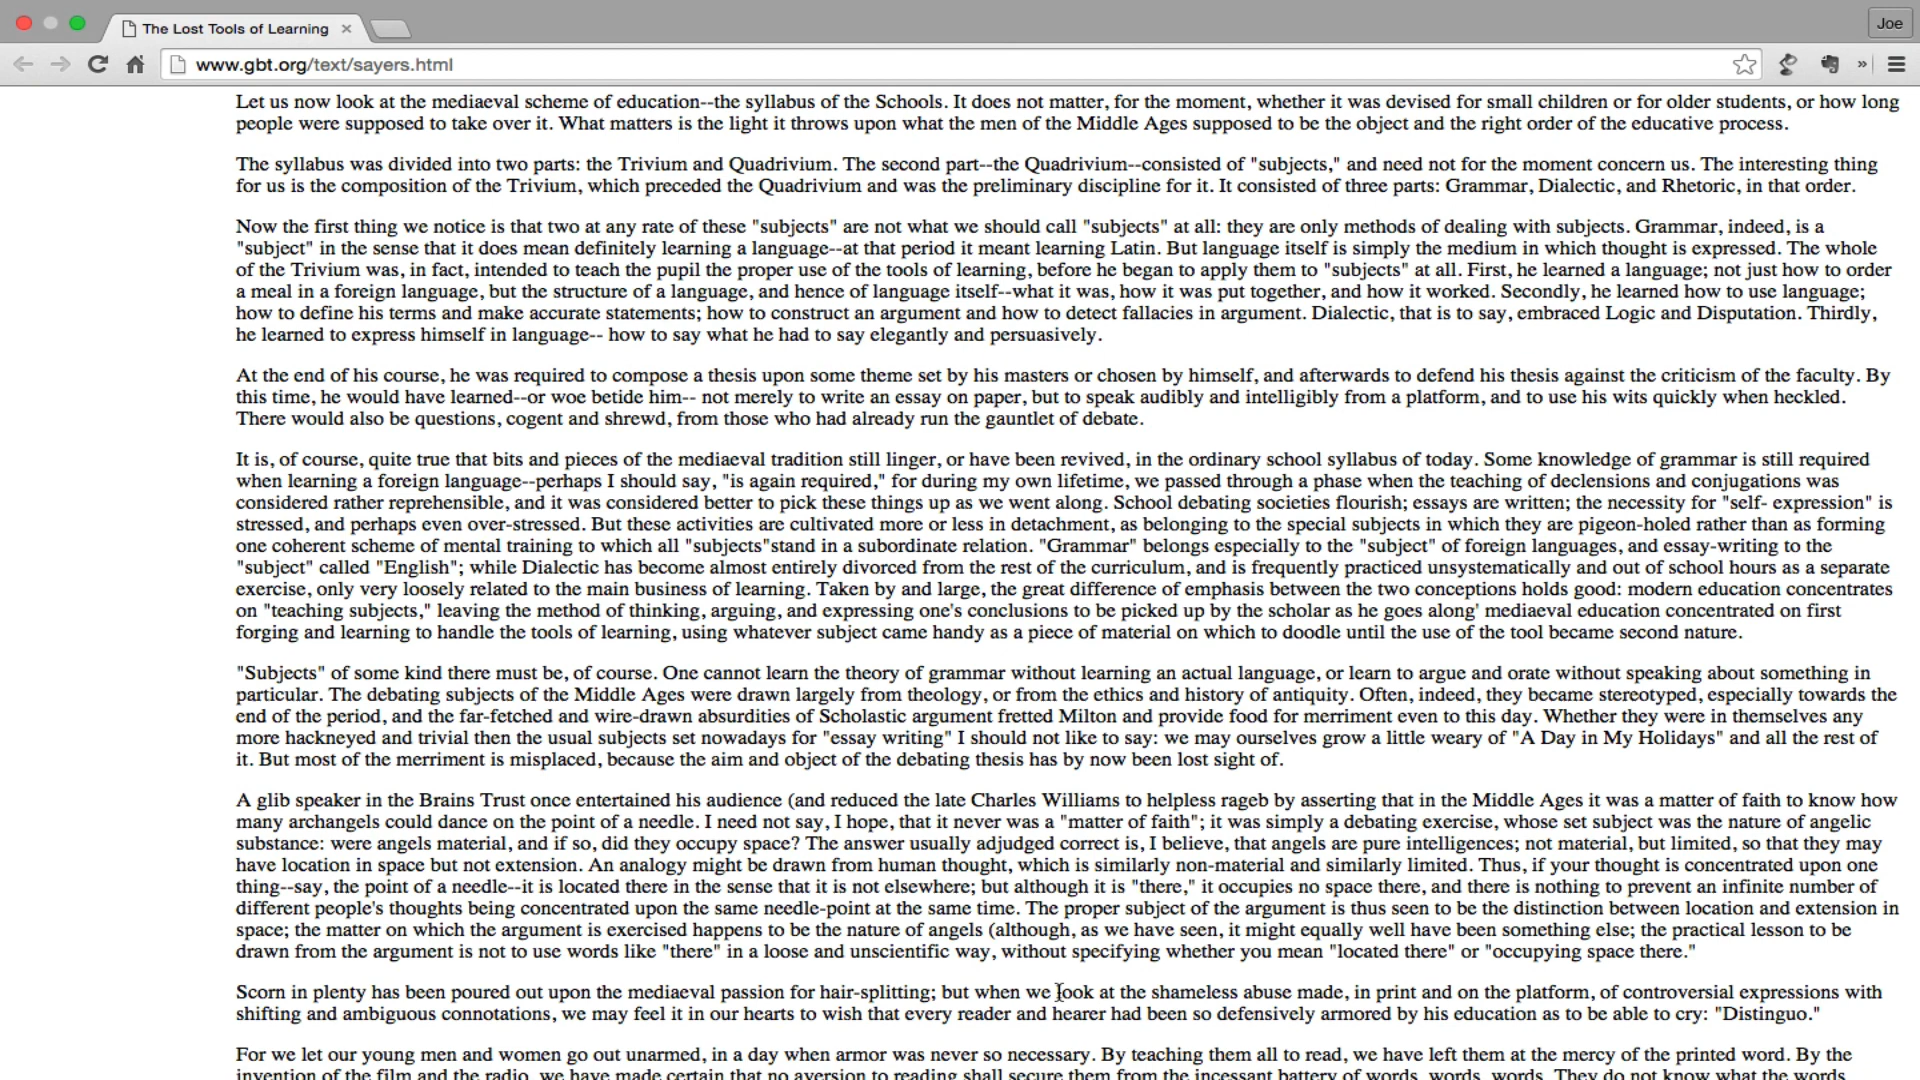 The Lost Tools of Learning
Joe
www.gbt.org/text/sayers.html
Let us now look at the mediaeval scheme of education--the syllabus of the Schools. It does not matter, for the moment, whether it was devised for small children or for older students, or how long
people were supposed to take over it. What matters is the light it throws upon what the men of the Middle Ages supposed to be the object and the right order of the educative process.
The syllabus was divided into two parts: the Trivium and Quadrivium. The second part--the Quadrivium--consisted of "subjects," and need not for the moment concern us. The interesting thing
for us is the composition of the Trivium, which preceded the Quadrivium and was the preliminary discipline for it. It consisted of three parts: Grammar, Dialectic, and Rhetoric, in that order.
Now the first thing we notice is that two at any rate of these "subjects" are not what we should call "subjects" at all: they are only methods of dealing with subjects. Grammar, indeed, is a
"subject" in the sense that it does mean definitely learning a language--at that period it meant learning Latin. But language itself is simply the medium in which thought is expressed. The whole
of the Trivium was, in fact, intended to teach the pupil the proper use of the tools of learning, before he began to apply them to "subjects" at all. First, he learned a language; not just how to order
a meal in a foreign language, but the structure of a language, and hence of language itself--what it was, how it was put together, and how it worked. Secondly, he learned how to use language;
how to define his terms and make accurate statements; how to construct an argument and how to detect fallacies in argument. Dialectic, that is to say, embraced Logic and Disputation. Thirdly,
he learned to express himself in language-- how to say what he had to say elegantly and persuasively.
At the end of his course, he was required to compose a thesis upon some theme set by his masters or chosen by himself, and afterwards to defend his thesis against the criticism of the faculty. By
this time, he would have learned--or woe betide him-- not merely to write an essay on paper, but to speak audibly and intelligibly from a platform, and to use his wits quickly when heckled.
There would also be questions, cogent and shrewd, from those who had already run the gauntlet of debate.
It is, of course, quite true that bits and pieces of the mediaeval tradition still linger, or have been revived, in the ordinary school syllabus of today. Some knowledge of grammar is still required
when learning a foreign language--perhaps I should say, "is again required," for during my own lifetime, we passed through a phase when the teaching of declensions and conjugations was
considered rather reprehensible, and it was considered better to pick these things up as we went along. School debating societies flourish; essays are written; the necessity for "self- expression" is
stressed, and perhaps even over-stressed. But these activities are cultivated more or less in detachment, as belonging to the special subjects in which they are pigeon-holed rather than as forming
one coherent scheme of mental training to which all "subjects"stand in a subordinate relation. "Grammar" belongs especially to the "subject" of foreign languages, and essay-writing to the
"subject" called "English"; while Dialectic has become almost entirely divorced from the rest of the curriculum, and is frequently practiced unsystematically and out of school hours as a separate
exercise, only very loosely related to the main business of learning. Taken by and large, the great difference of emphasis between the two conceptions holds good: modern education concentrates
on "teaching subjects," leaving the method of thinking, arguing, and expressing one's conclusions to be picked up by the scholar as he goes along' mediaeval education concentrated on first
forging and learning to handle the tools of learning, using whatever subject came handy as a piece of material on which to doodle until the use of the tool became second nature.
"Subjects" of some kind there must be, of course. One cannot learn the theory of grammar without learning an actual language, or learn to argue and orate without speaking about something in
particular. The debating subjects of the Middle Ages were drawn largely from theology, or from the ethics and history of antiquity. Often, indeed, they became stereotyped, especially towards the
end of the period, and the far-fetched and wire-drawn absurdities of Scholastic argument fretted Milton and provide food for merriment even to this day. Whether they were in themselves any
more hackneyed and trivial then the usual subjects set nowadays for "essay writing" I should not like to say: we may ourselves grow a little weary of "A Day in My Holidays" and all the rest of
it. But most of the merriment is misplaced, because the aim and object of the debating thesis has by now been lost sight of.
A glib speaker in the Brains Trust once entertained his audience (and reduced the late Charles Williams to helpless rageb by asserting that in the Middle Ages it was a matter of faith to know how
many archangels could dance on the point of a needle. I need not say, I hope, that it never was a "matter of faith"; it was simply a debating exercise, whose set subject was the nature of angelic
substance: were angels material, and if so, did they occupy space? The answer usually adjudged correct is, I believe, that angels are pure intelligences; not material, but limited, so that they may
have location in space but not extension. An analogy might be drawn from human thought, which is similarly non-material and similarly limited. Thus, if your thought is concentrated upon one
thing--say, the point of a needle--it is located there in the sense that it is not elsewhere; but although it is "there," it occupies no space there, and there is nothing to prevent an infinite number of
different people's thoughts being concentrated upon the same needle-point at the same time. The proper subject of the argument is thus seen to be the distinction between location and extension in
space; the matter on which the argument is exercised happens to be the nature of angels (although, as we have seen, it might equally well have been something else; the practical lesson to be
drawn from the argument is not to use words like "there" in a loose and unscientific way, without specifying whether you mean "located there" or "occupying space there."
Scorn in plenty has been poured out upon the mediaeval passion for hair-splitting; but when we look at the shameless abuse made, in print and on the platform, of controversial expressions with
shifting and ambiguous connotations, we may feel it in our hearts to wish that every reader and hearer had been so defensively armored by his education as to be able to cry: "Distinguo."
For we let our young men and women go out unarmed, in a day when armor was never so necessary. By teaching them all to read, we have left them at the mercy of the printed word. By the
invention of the film and the radio, we have made certain that no aversion to reading shall secure them from the incessant battery of words, words, words. They do not know what the words